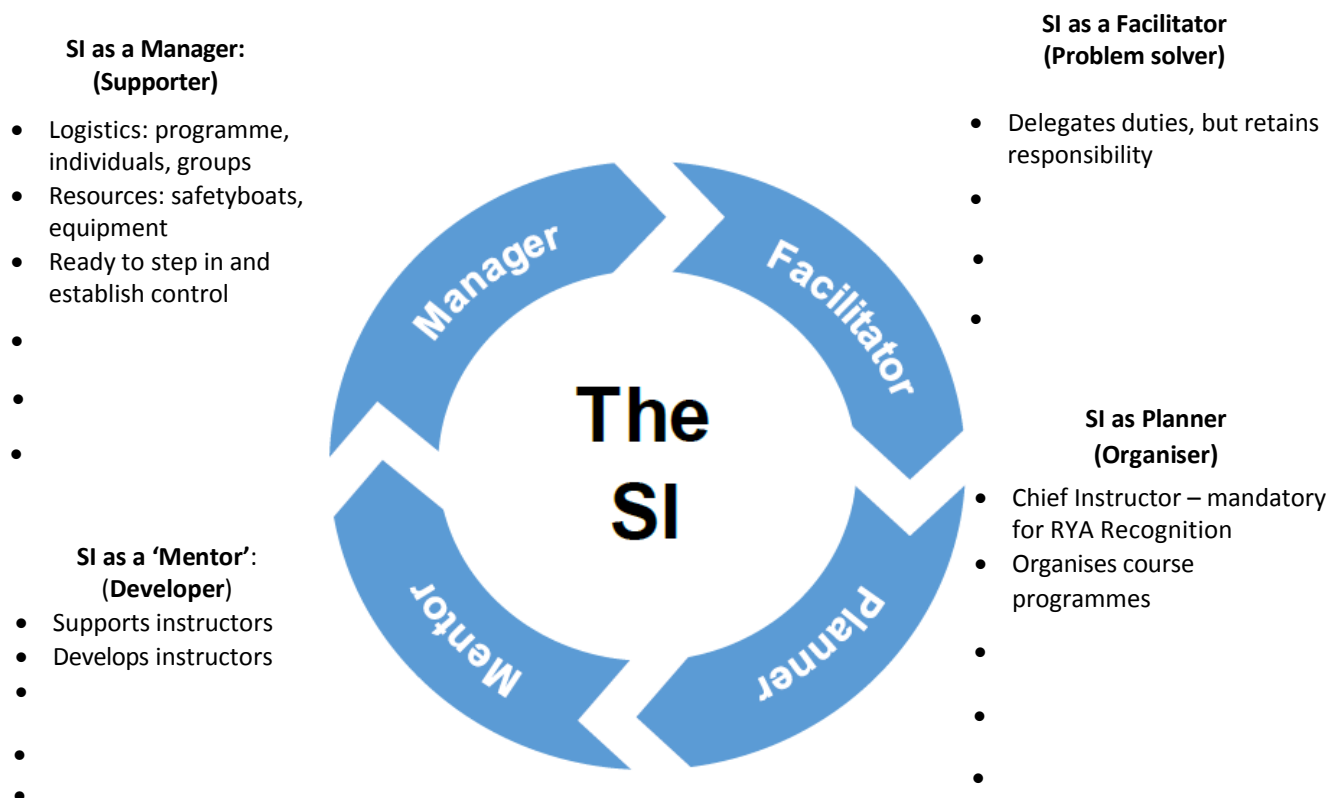 SI as a Manager:
(Supporter)
• Logistics: programme,
individuals, groups
• Resources: safetyboats,
equipment
• Ready to step in and
establish control
•
•
•
SI as a Facilitator
(Problem solver)
• Delegates duties, but retains
responsibility
•
•
•
Manager
Facilitator
The
SI
Mentor
Planner
SI as a ‘Mentor’:
(Developer)
• Supports instructors
• Develops instructors
•
•
•
SI as Planner
(Organiser)
• Chief Instructor – mandatory
for RYA Recognition
• Organises course
programmes
•
•
•